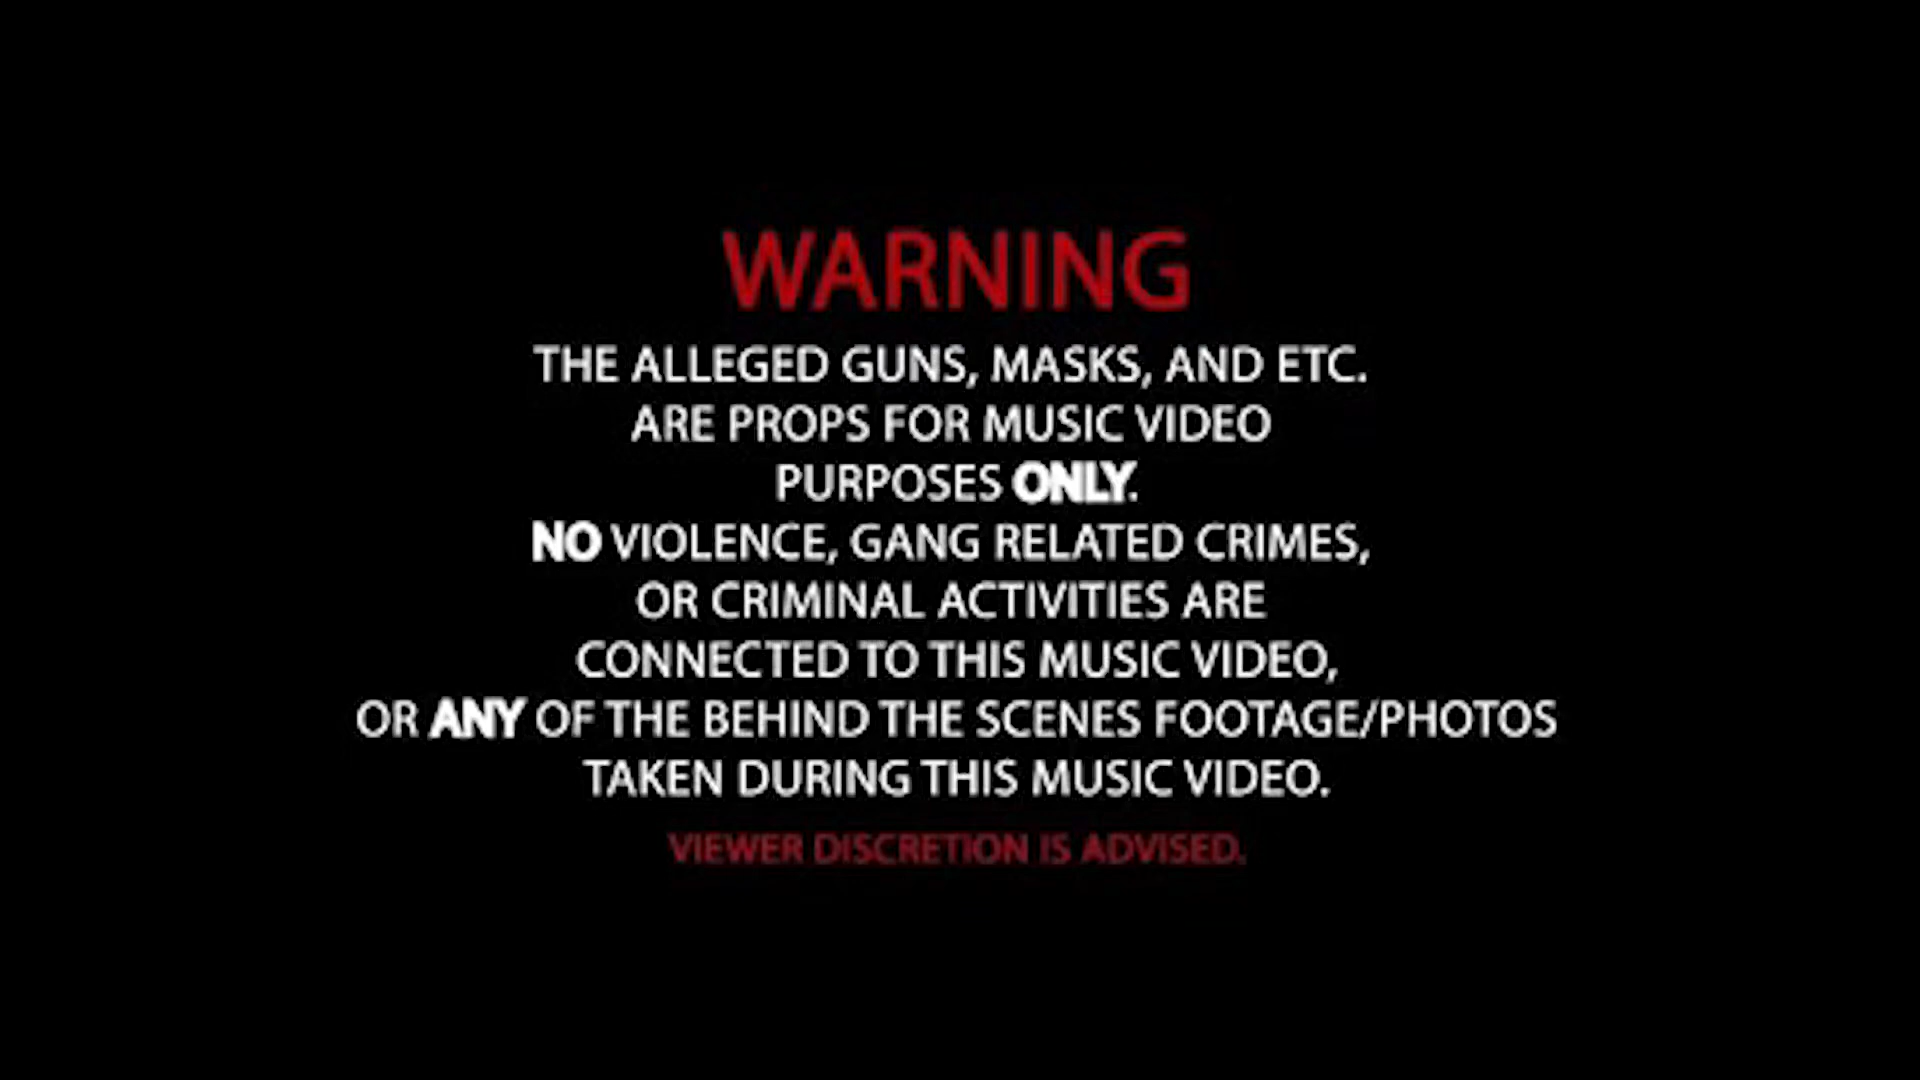 WARNING
THE ALLEGED GUNS, MASKS, AND ETC.
ARE PROPS FOR MUSIC VIDEO
PURPOSES ONLY.
NO VIOLENCE, GANG RELATED CRIMES,
OR CRIMINAL ACTIVITIES ARE
CONNECTED TO THIS MUSIC VIDEO,
OR ANY OF THE BEHIND THE SCENES FOOTAGE/PHOTOS
TAKEN DURING THIS MUSIC VIDEO.
VIEWER DISCRETION IS ADVISED.